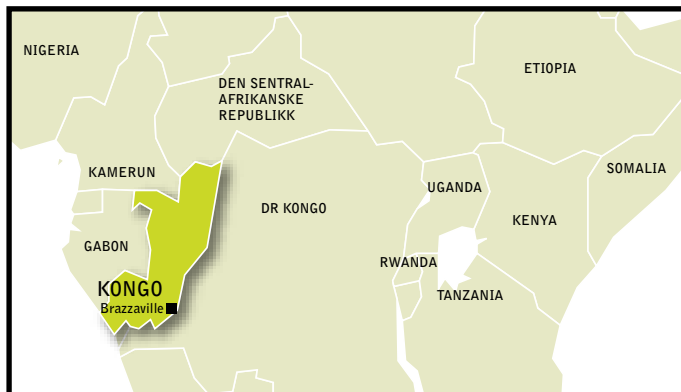 NIGERIA
ETIOPIA
DEN SENTRAL-
AFRIKANSKE
REPUBLIKK
KAMERUN
SOMALIA
UGANDA
DR KONGO
KENYA
GABON
RWANDA
KONGO
TANZANIA
Brazzaville